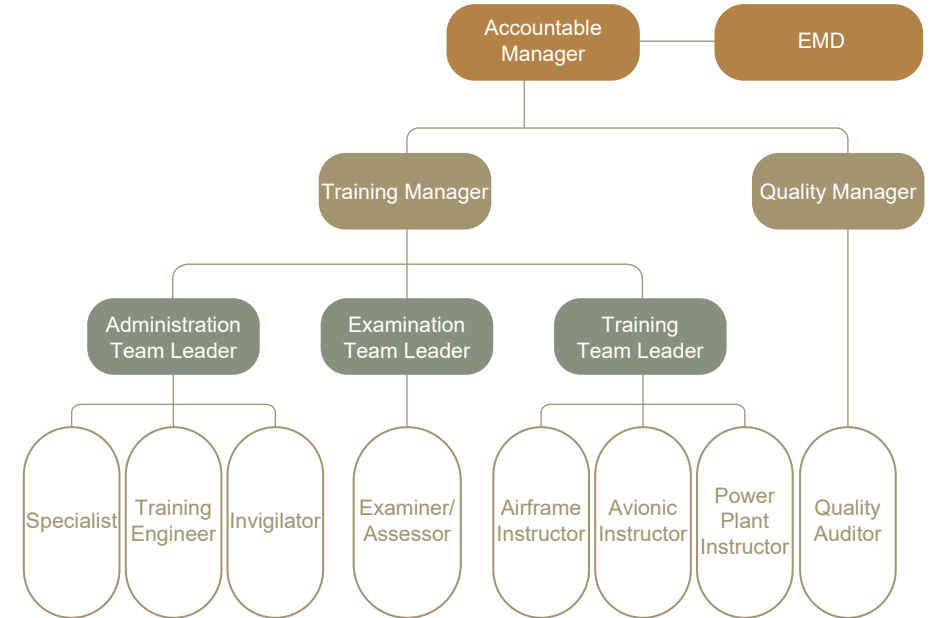 Accountable
Manager
EMD
Training Manager
Quality Manager
Administration
Team Leader
Examination
Team Leader
Training
Team Leader
Specialist
Training
Engineer
Invigilator
Examiner/
Assessor
Airframe
Instructor
Avionic
Instructor
Power
Plant
Instructor
Quality
Auditor